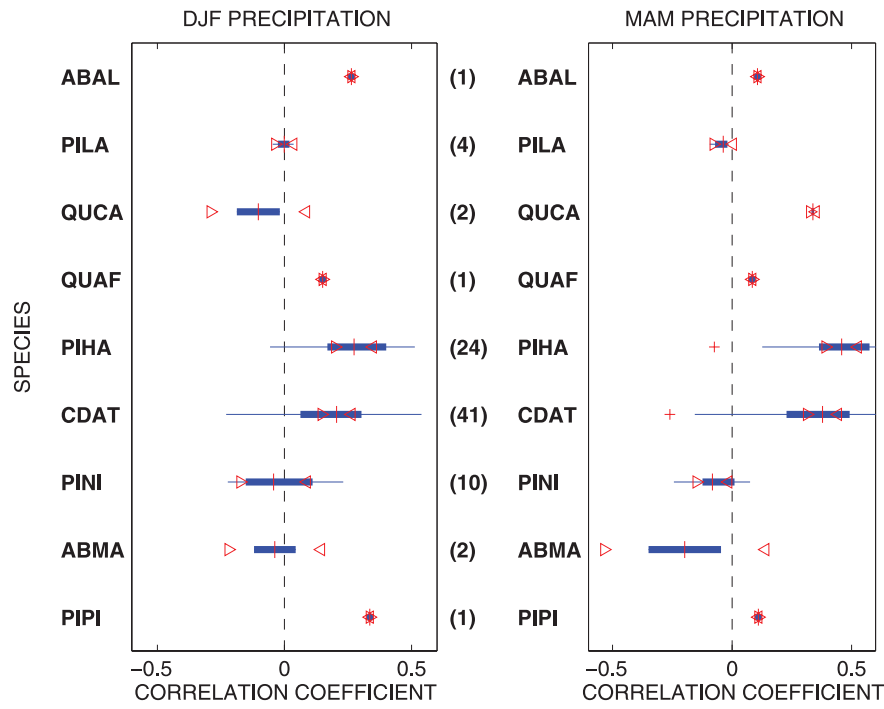 DJF PRECIPITATION
MAM PRECIPITATION
SPECIES
ABAL (1) ABAL
PILA (4) PILA
QUCA (2) QUCA
QUAF (1) QUAF
PIHA (24) PIHA
CDAT (41) CDAT
PINI (10) PINI
ABMA (2) ABMA
PIPI (1) PIPI
−0.5 0 0.5 −0.5 0 0.5
CORRELATION COEFFICIENT CORRELATION COEFFICIENT